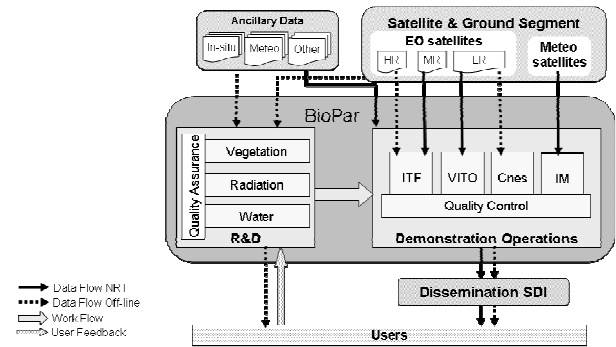 Ancillary Data
In-situ
Meteo
Other
Satellite & Ground Segment
EO satellites
HR
MR
LR
Meteo satellites
BioPar
Quality Assurance
Vegetation
Radiation
Water
R&D
ITF
VITO
Cnes
IM
Quality Control
Demonstration Operations
Dissemination SDI
Users
Data Flow NRT
Data Flow Off-line
Work Flow
User Feedback